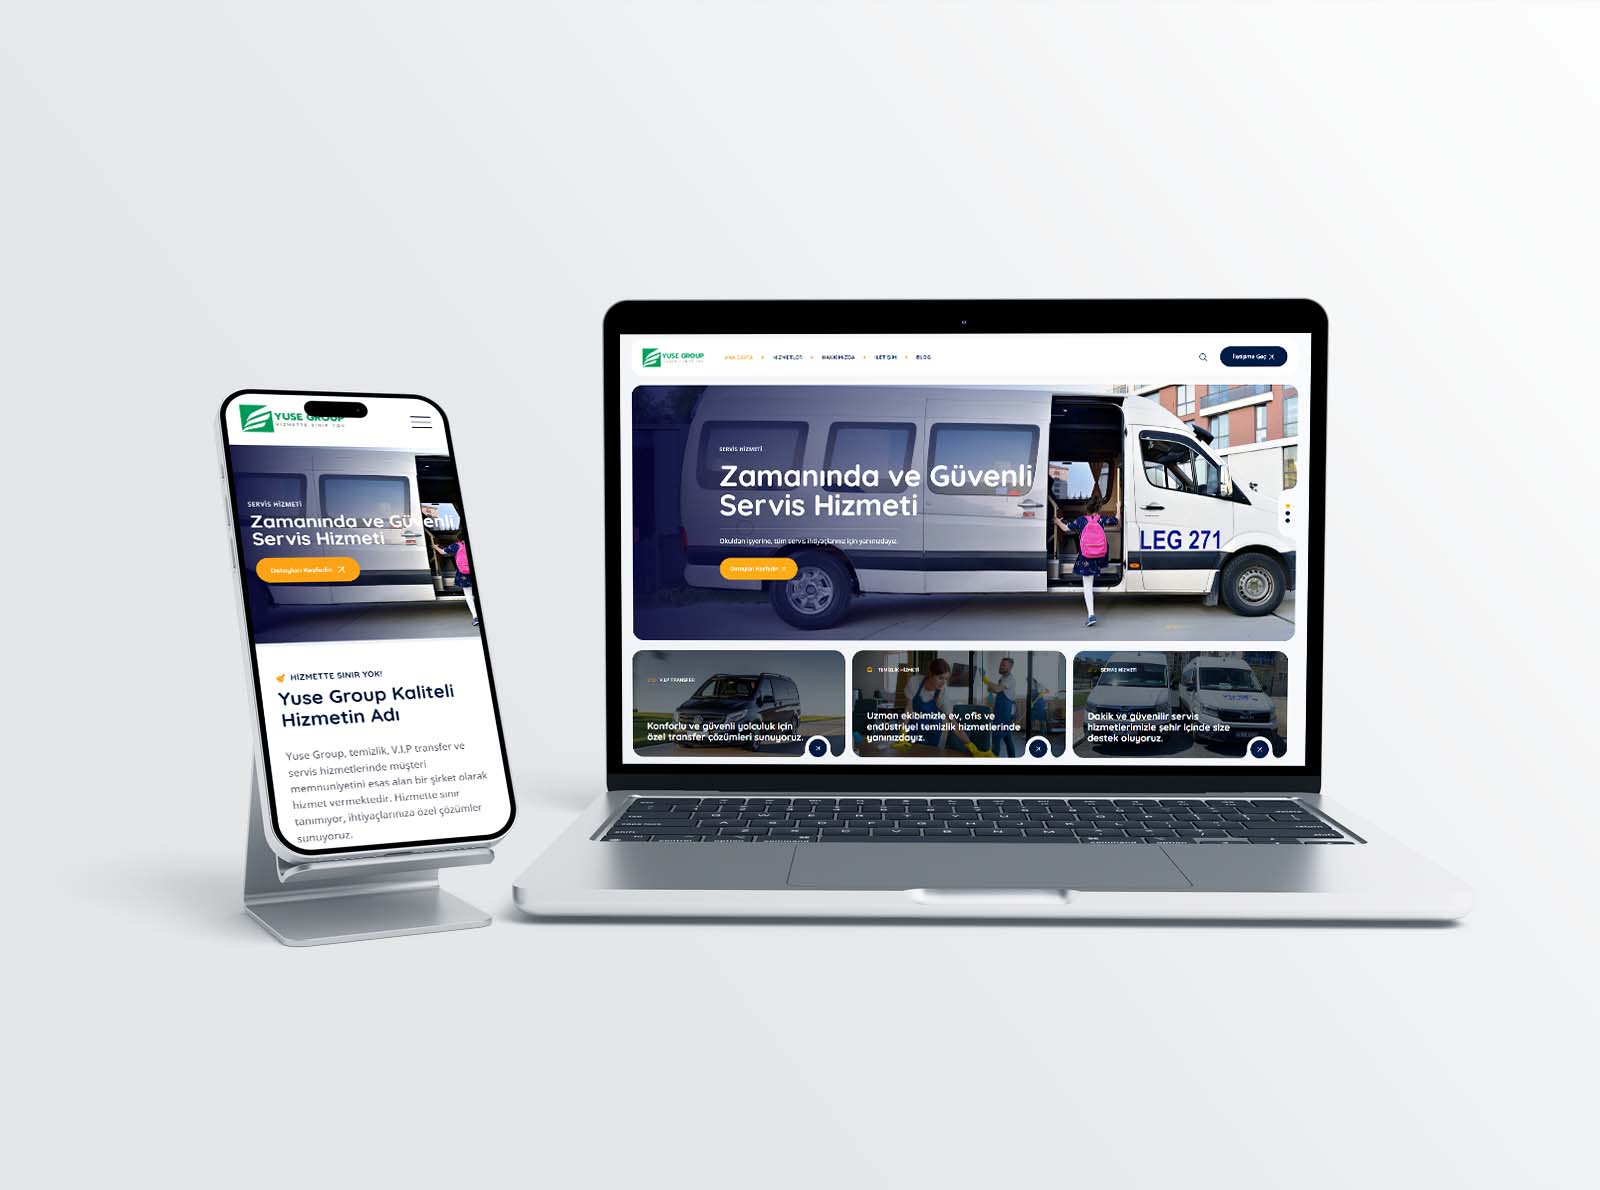 YUSE GROUP
HİZMETTE SINIR YOK
SERVİS HİZMETİ
Zamanında ve Güvenli
Servis Hizmeti
Detayları Keşfedin
HİZMETTE SINIR YOK!
Yuse Group Kaliteli
Hizmetin Adı
Yuse Group, temizlik, V.I.P transfer ve
servis hizmetlerinde müşteri
memnuniyetini esas alan bir şirket olarak
hizmet vermektedir. Hizmette sınır
tanımıyor, ihtiyaçlarınıza özel çözümler
sunuyoruz.
YUSE GROUP
ANA SAYFA HİZMETLER HAKKIMIZDA İLETİŞİM BLOG
İletişime Geç
SERVİS HİZMETİ
Zamanında ve Güvenli
Servis Hizmeti
Okuldan işyerine, tüm servis ihtiyaçlarınız için yanınızdayız.
Detayları Keşfedin
LEG 271
V.I.P TRANSFER
Konforlu ve güvenli yolculuk için
özel transfer çözümleri sunuyoruz.
TEMİZLİK HİZMETİ
Uzman ekibimizle ev, ofis ve
endüstriyel temizlik hizmetlerinde
yanınızdayız.
SERVİS HİZMETİ
Dakik ve güvenilir servis
hizmetlerimizle şehir içinde size
destek oluyoruz.